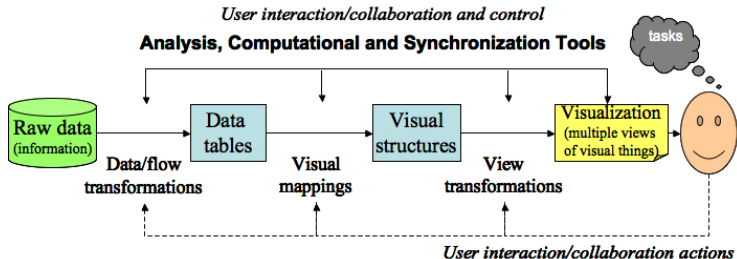 User interaction/collaboration and control
Analysis, Computational and Synchronization Tools
tasks
Raw data
(information)
Data
tables
Visual
structures
Visualization
(multiple views
of visual things)
Data/flow
transformations
Visual
mappings
View
transformations
User interaction/collaboration actions